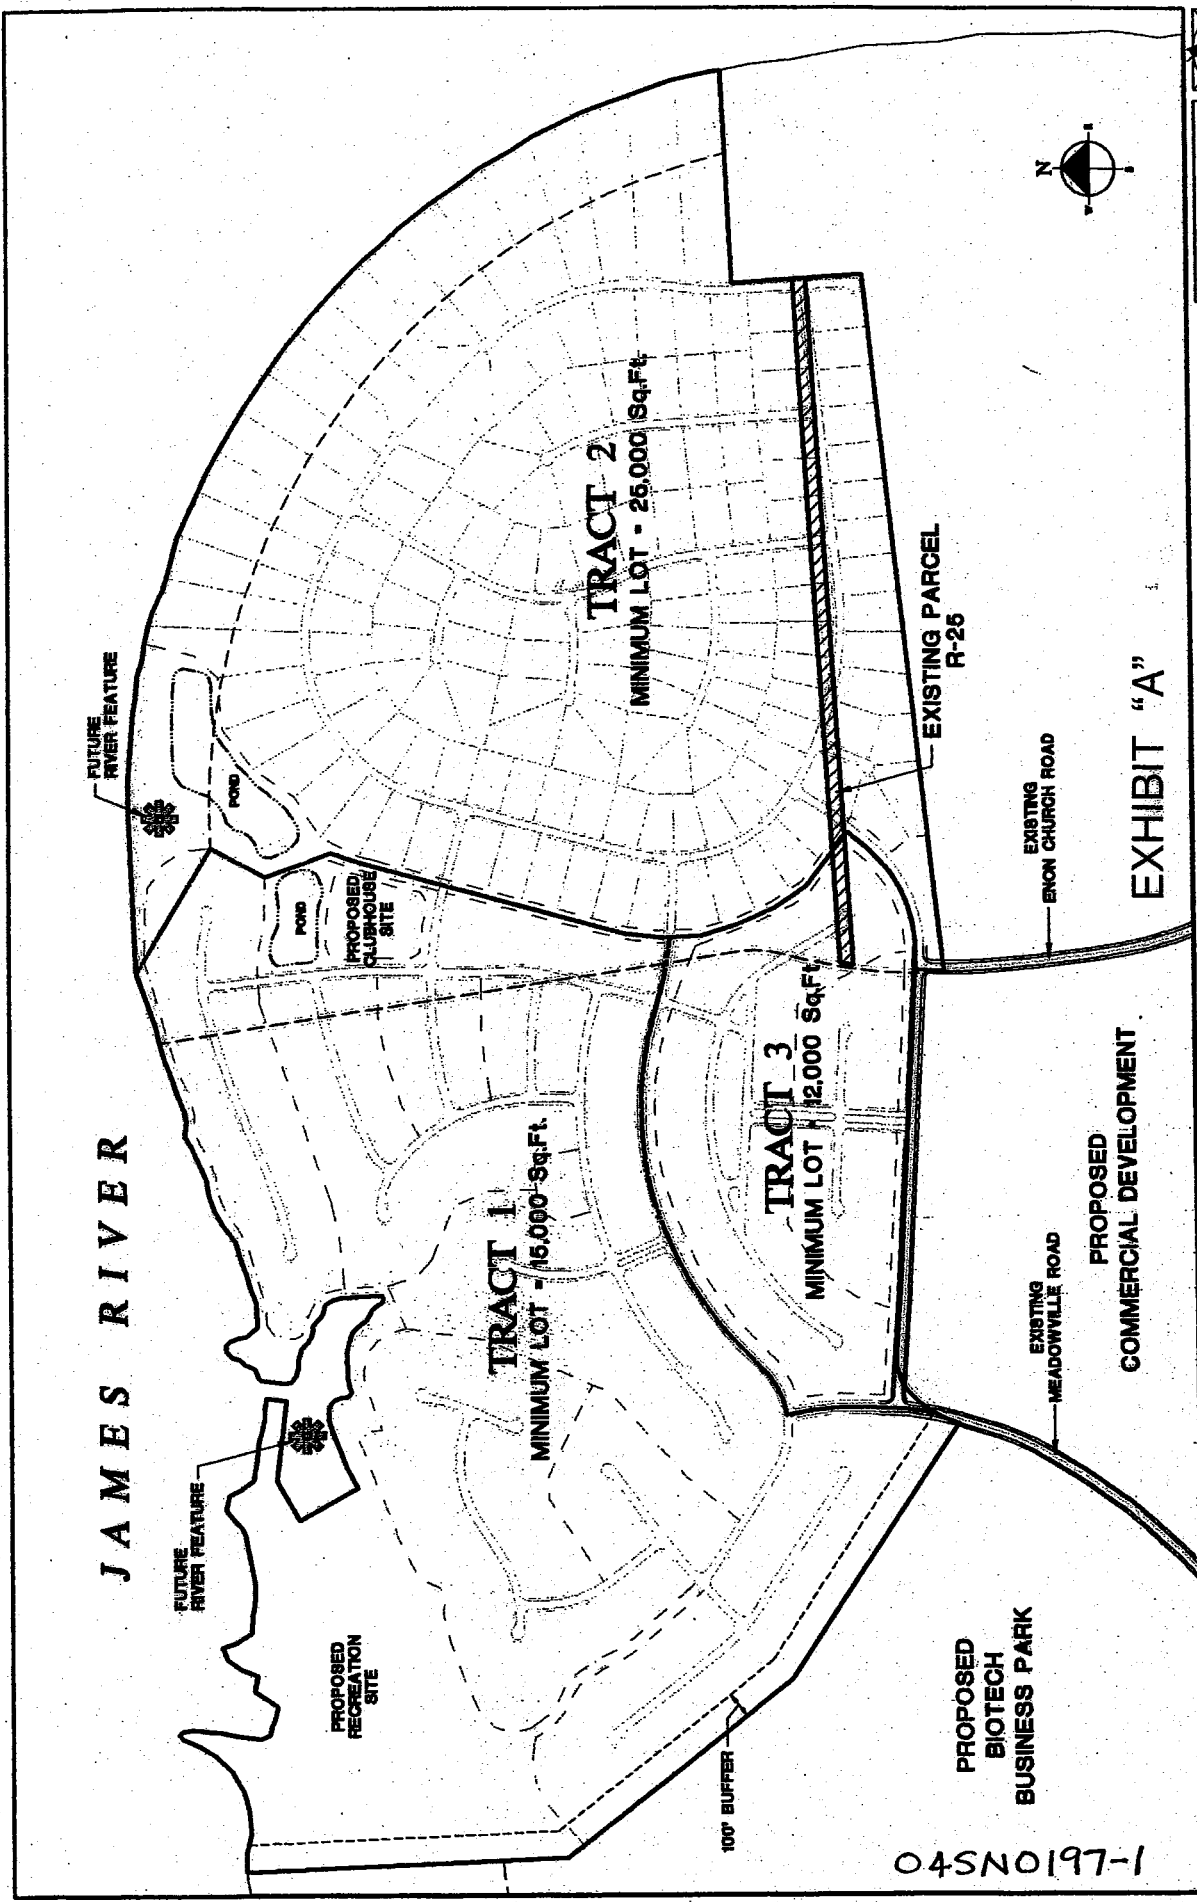 JAMES RIVER
FUTURE
RIVER FEATURE
FUTURE
RIVER FEATURE
POND
POND
PROPOSED
CLUBHOUSE
SITE
PROPOSED
RECREATION
SITE
TRACT 1
MINIMUM LOT - 15,000 Sq.Ft.
TRACT 2
MINIMUM LOT - 25,000 Sq.Ft.
TRACT 3
MINIMUM LOT - 12,000 Sq.Ft.
100' BUFFER
EXISTING PARCEL
R-25
PROPOSED
BIOTECH
BUSINESS PARK
EXISTING
MEADOWVILLE ROAD
PROPOSED
COMMERCIAL DEVELOPMENT
EXISTING
ENON CHURCH ROAD
N
W
E
S
EXHIBIT "A"
04SN0197-1